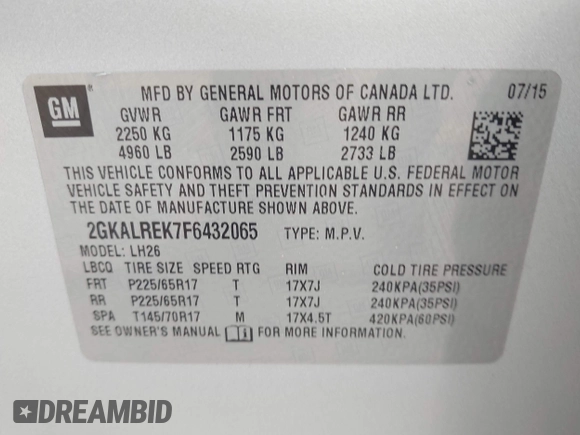 GM
®
MFD BY GENERAL MOTORS OF CANADA LTD. 07/15
GVWR GAWR FRT GAWR RR
2250 KG 1175 KG 1240 KG
4960 LB 2590 LB 2733 LB
THIS VEHICLE CONFORMS TO ALL APPLICABLE U.S. FEDERAL MOTOR
VEHICLE SAFETY AND THEFT PREVENTION STANDARDS IN EFFECT ON
THE DATE OF MANUFACTURE SHOWN ABOVE.
2GKALREK7F6432065 TYPE: M.P.V.
MODEL: LH26
LBCQ TIRE SIZE SPEED RTG RIM COLD TIRE PRESSURE
FRT P225/65R17 T 17X7J 240KPA(35PSI)
RR P225/65R17 T 17X7J 240KPA(35PSI)
SPA T145/70R17 M 17X4.5T 420KPA(60PSI)
SEE OWNER'S MANUAL FOR MORE INFORMATION.
DREAMBID